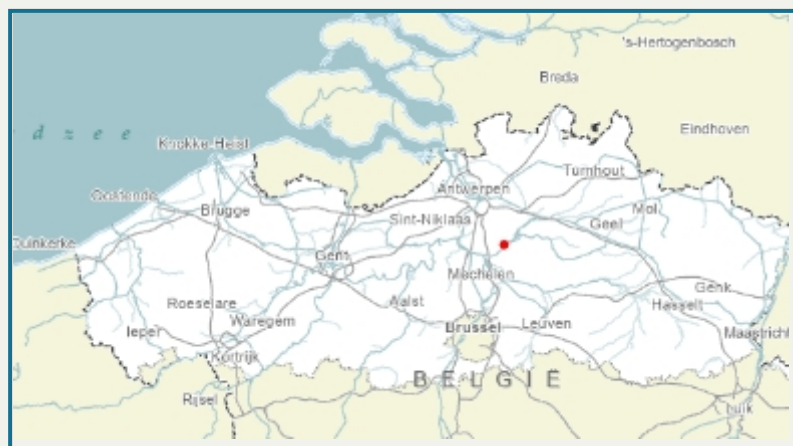 's-Hertogenbosch
Breda
d z e e
Eindhoven
Knokke-Heist
Turnhout
Antwerpen
Oostende
Mol
Brugge
Sint-Niklaas
Geel
Duinkerke
Gent
Mechelen
Genk
Roeselare
Aalst
Hasselt
Waregem
Ieper
Brussel
Leuven
Maastricht
Kortrijk
BELGIË
Rijsel
Luik